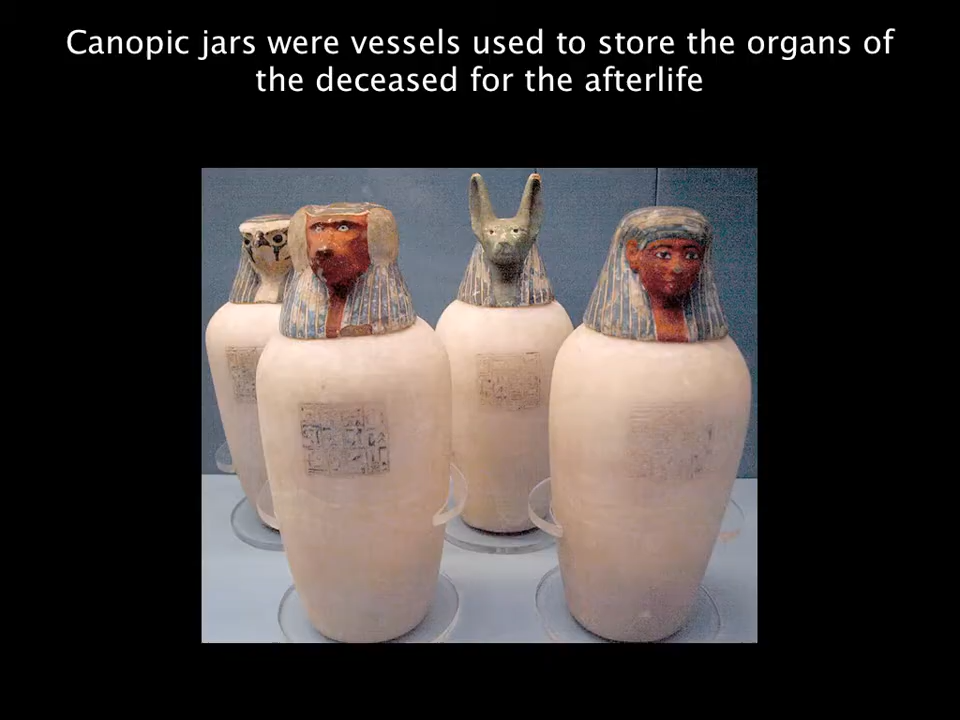 Canopic jars were vessels used to store the organs of
the deceased for the afterlife